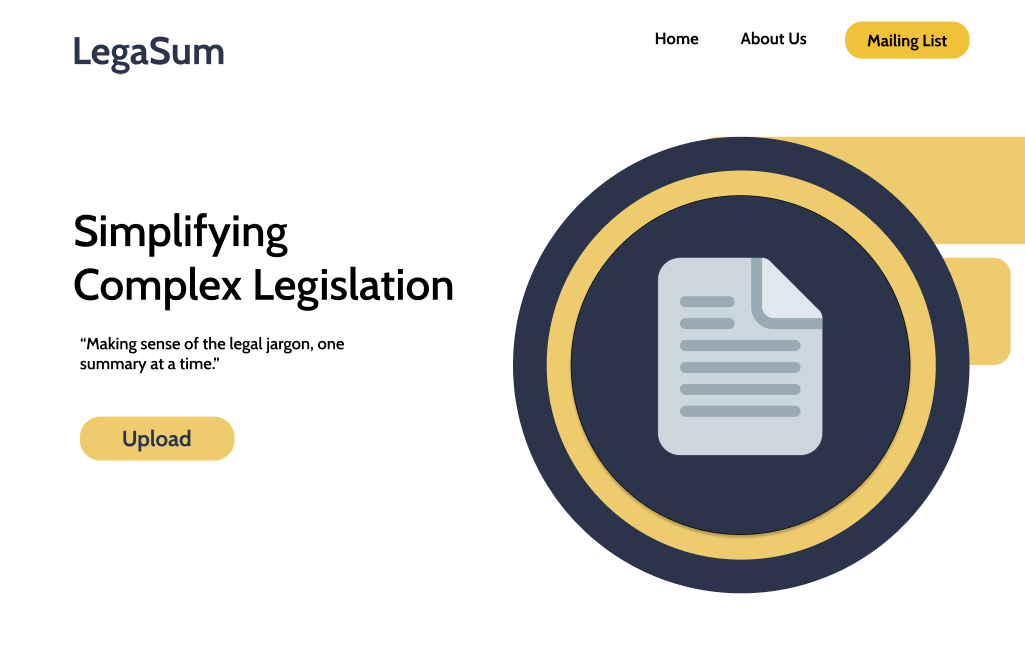 LegaSum
Home
About Us
Mailing List
Simplifying
Complex Legislation
“Making sense of the legal jargon, one
summary at a time.”
Upload